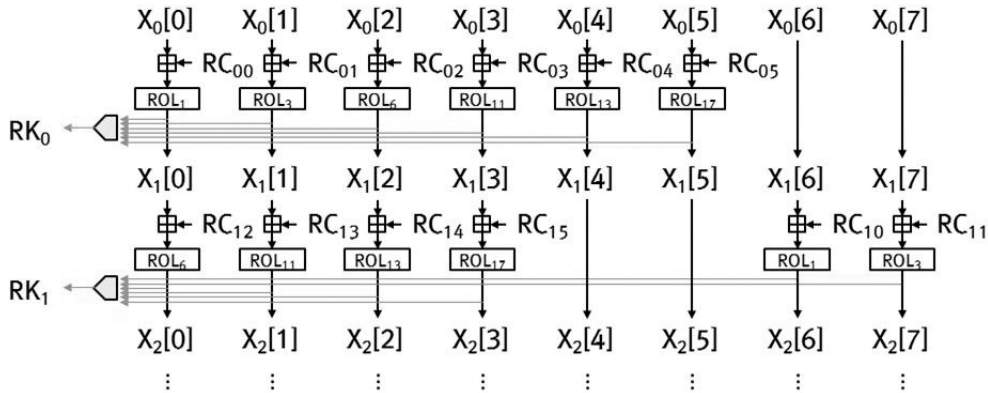 X₀[0] X₀[1] X₀[2] X₀[3] X₀[4] X₀[5] X₀[6] X₀[7]
RC₀₀ RC₀₁ RC₀₂ RC₀₃ RC₀₄ RC₀₅
ROL₁ ROL₃ ROL₆ ROL₁₁ ROL₁₃ ROL₁₇
RK₀
X₁[0] X₁[1] X₁[2] X₁[3] X₁[4] X₁[5] X₁[6] X₁[7]
RC₁₂ RC₁₃ RC₁₄ RC₁₅ RC₁₀ RC₁₁
ROL₆ ROL₁₁ ROL₁₃ ROL₁₇ ROL₁ ROL₃
RK₁
X₂[0] X₂[1] X₂[2] X₂[3] X₂[4] X₂[5] X₂[6] X₂[7]
⋮ ⋮ ⋮ ⋮ ⋮ ⋮ ⋮ ⋮